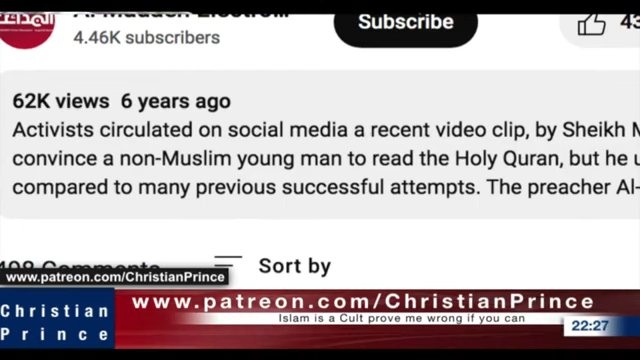 Subscribe
43
4.46K subscribers
62K views 6 years ago
Activists circulated on social media a recent video clip, by Sheikh M
convince a non-Muslim young man to read the Holy Quran, but he u
compared to many previous successful attempts. The preacher Al-
Comments
Sort by
www.patreon.com/ChristianPrince
Christian
Prince
www.patreon.com/ChristianPrince
Islam is a Cult prove me wrong if you can
22:27